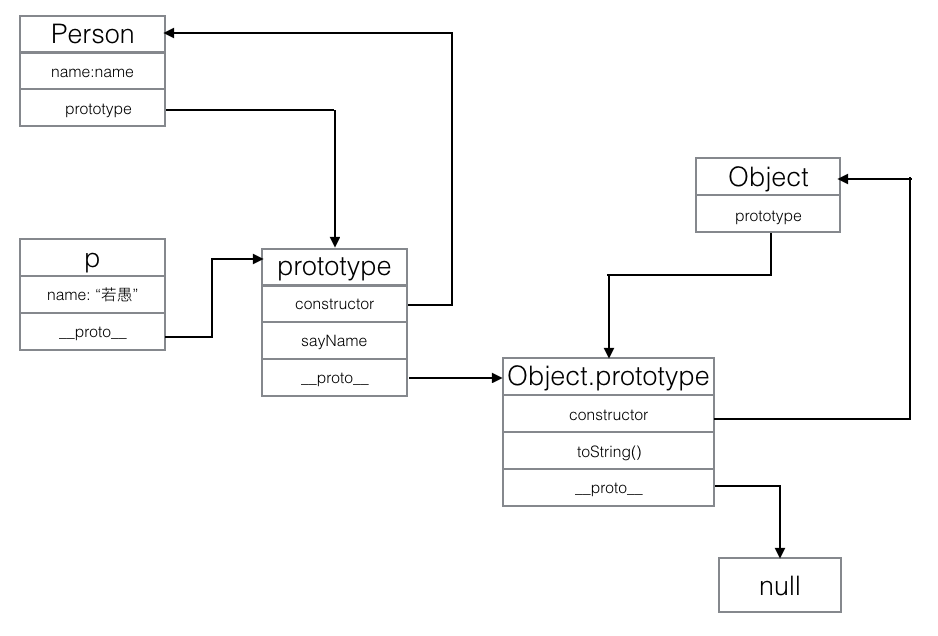 Person
name:name
prototype
p
name: “若愚”
__proto__
prototype
constructor
sayName
__proto__
Object
prototype
Object.prototype
constructor
toString()
__proto__
null